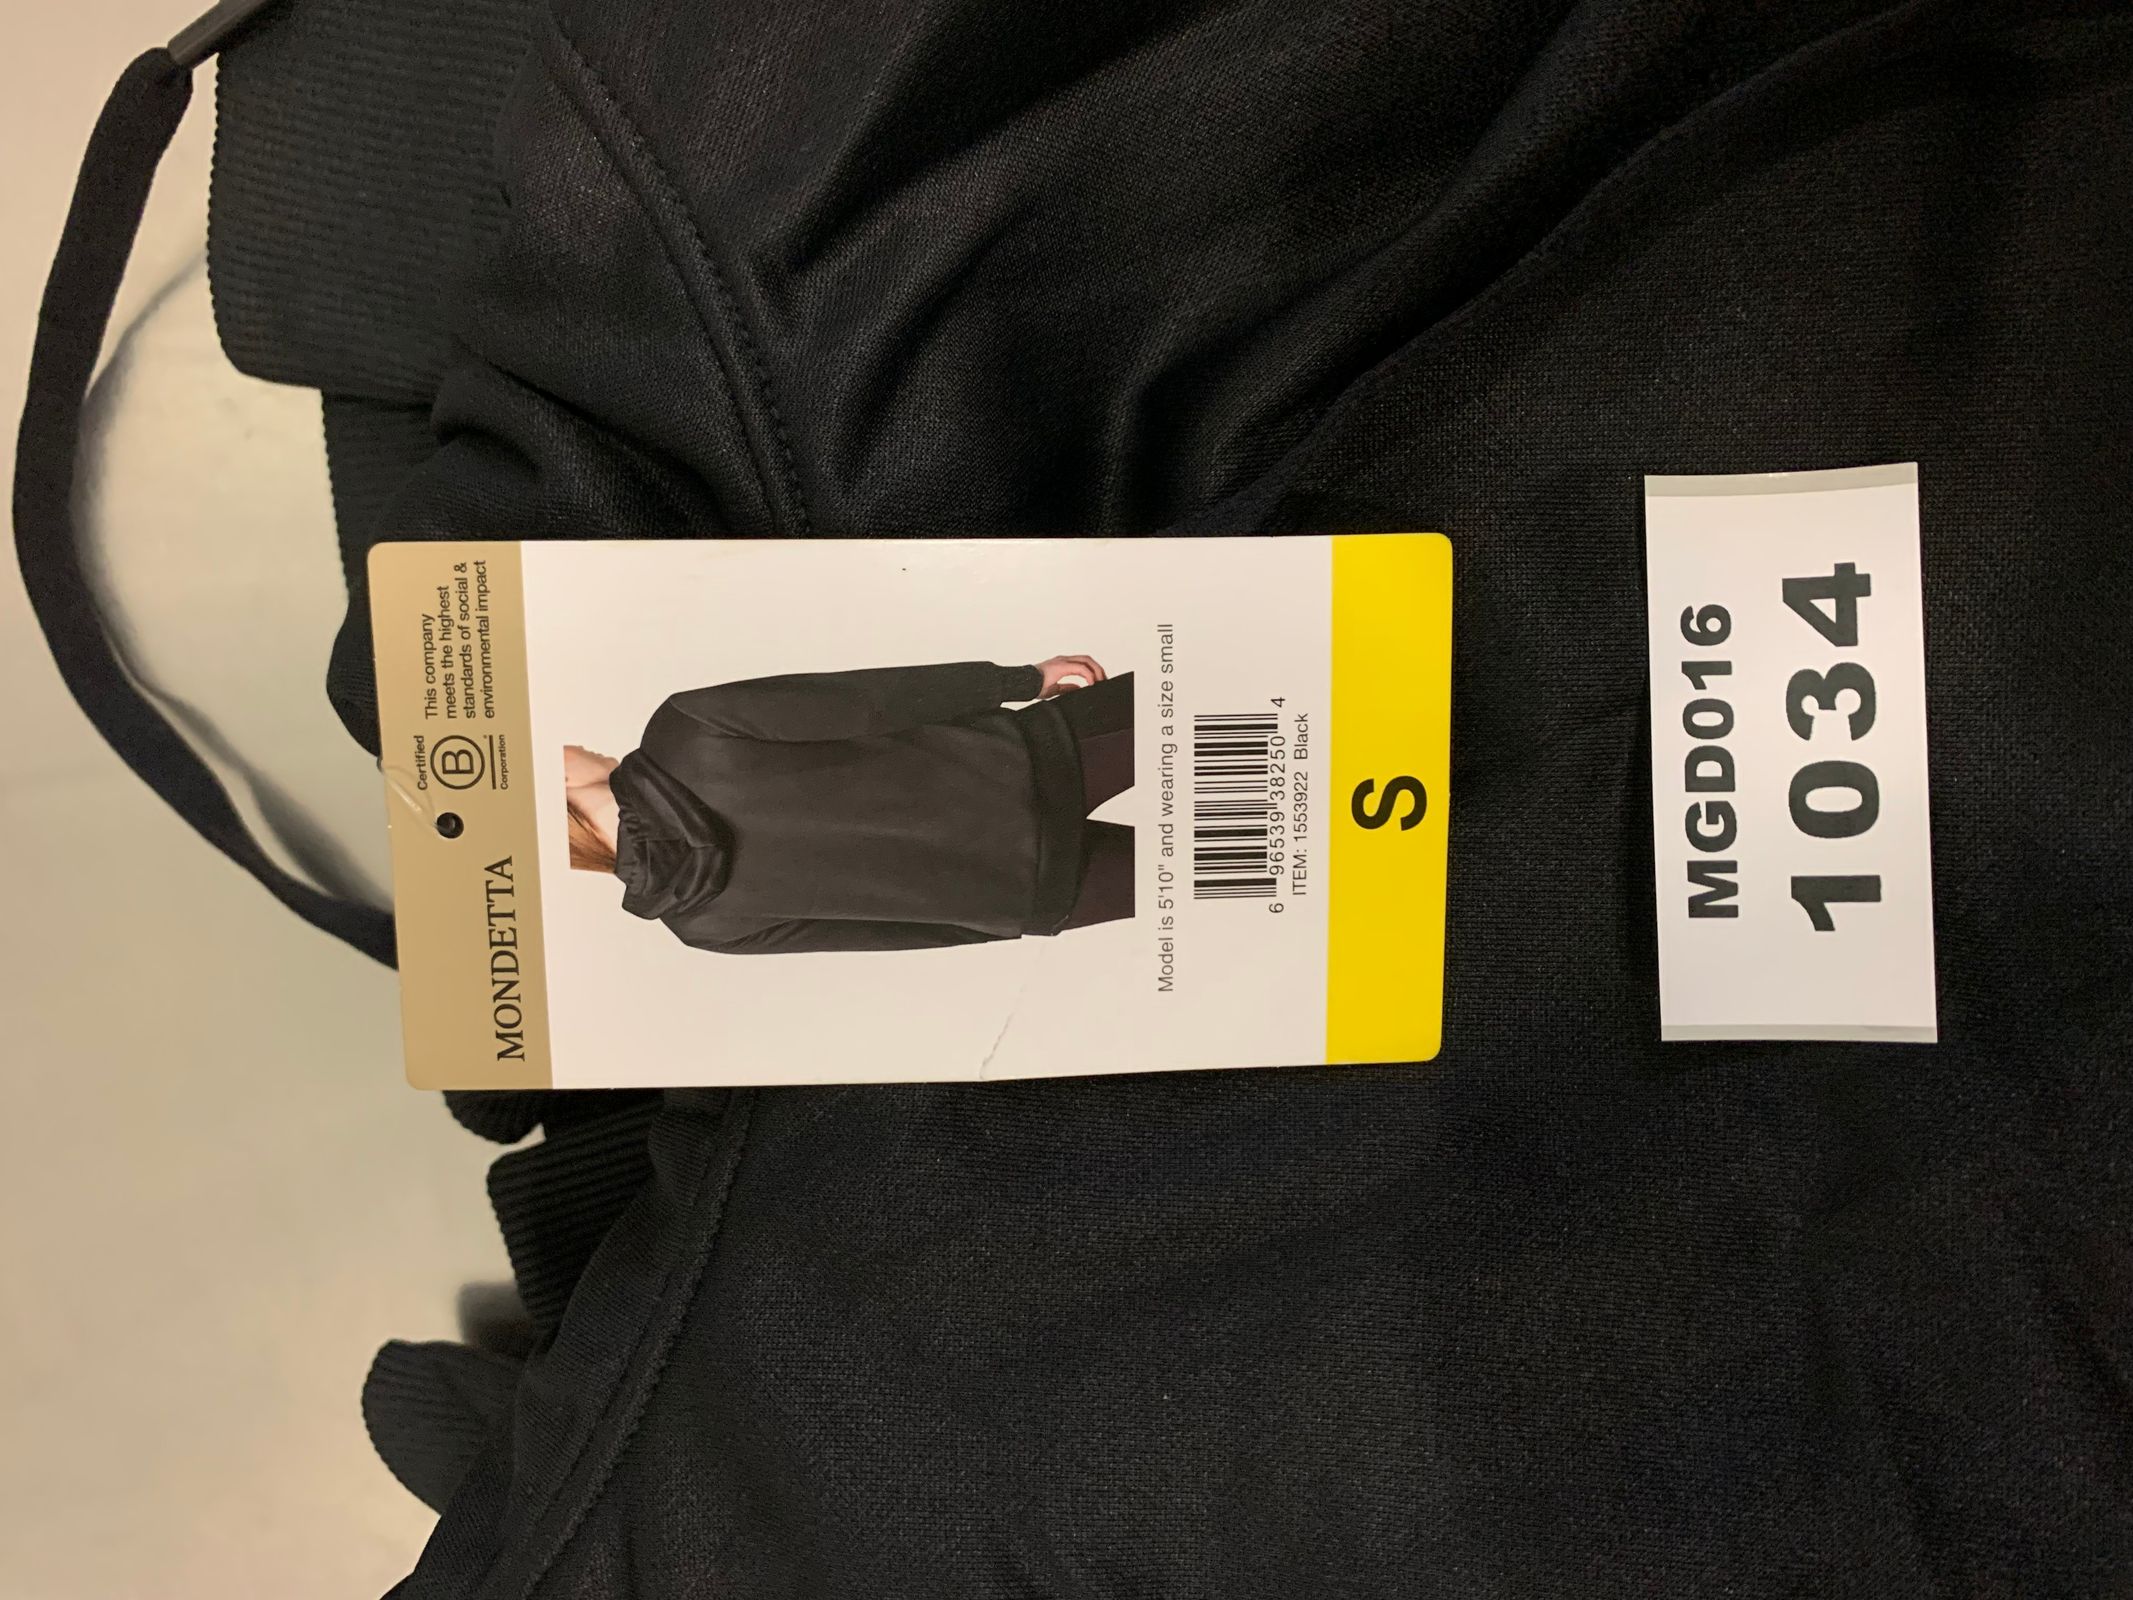 MONDETTA
Certified
B
Corporation
This company
meets the highest
standards of social &
environmental impact
Model is 5'10" and wearing a size small
6 96539 38250 4
ITEM: 1553922 Black
S
MGD016
1034